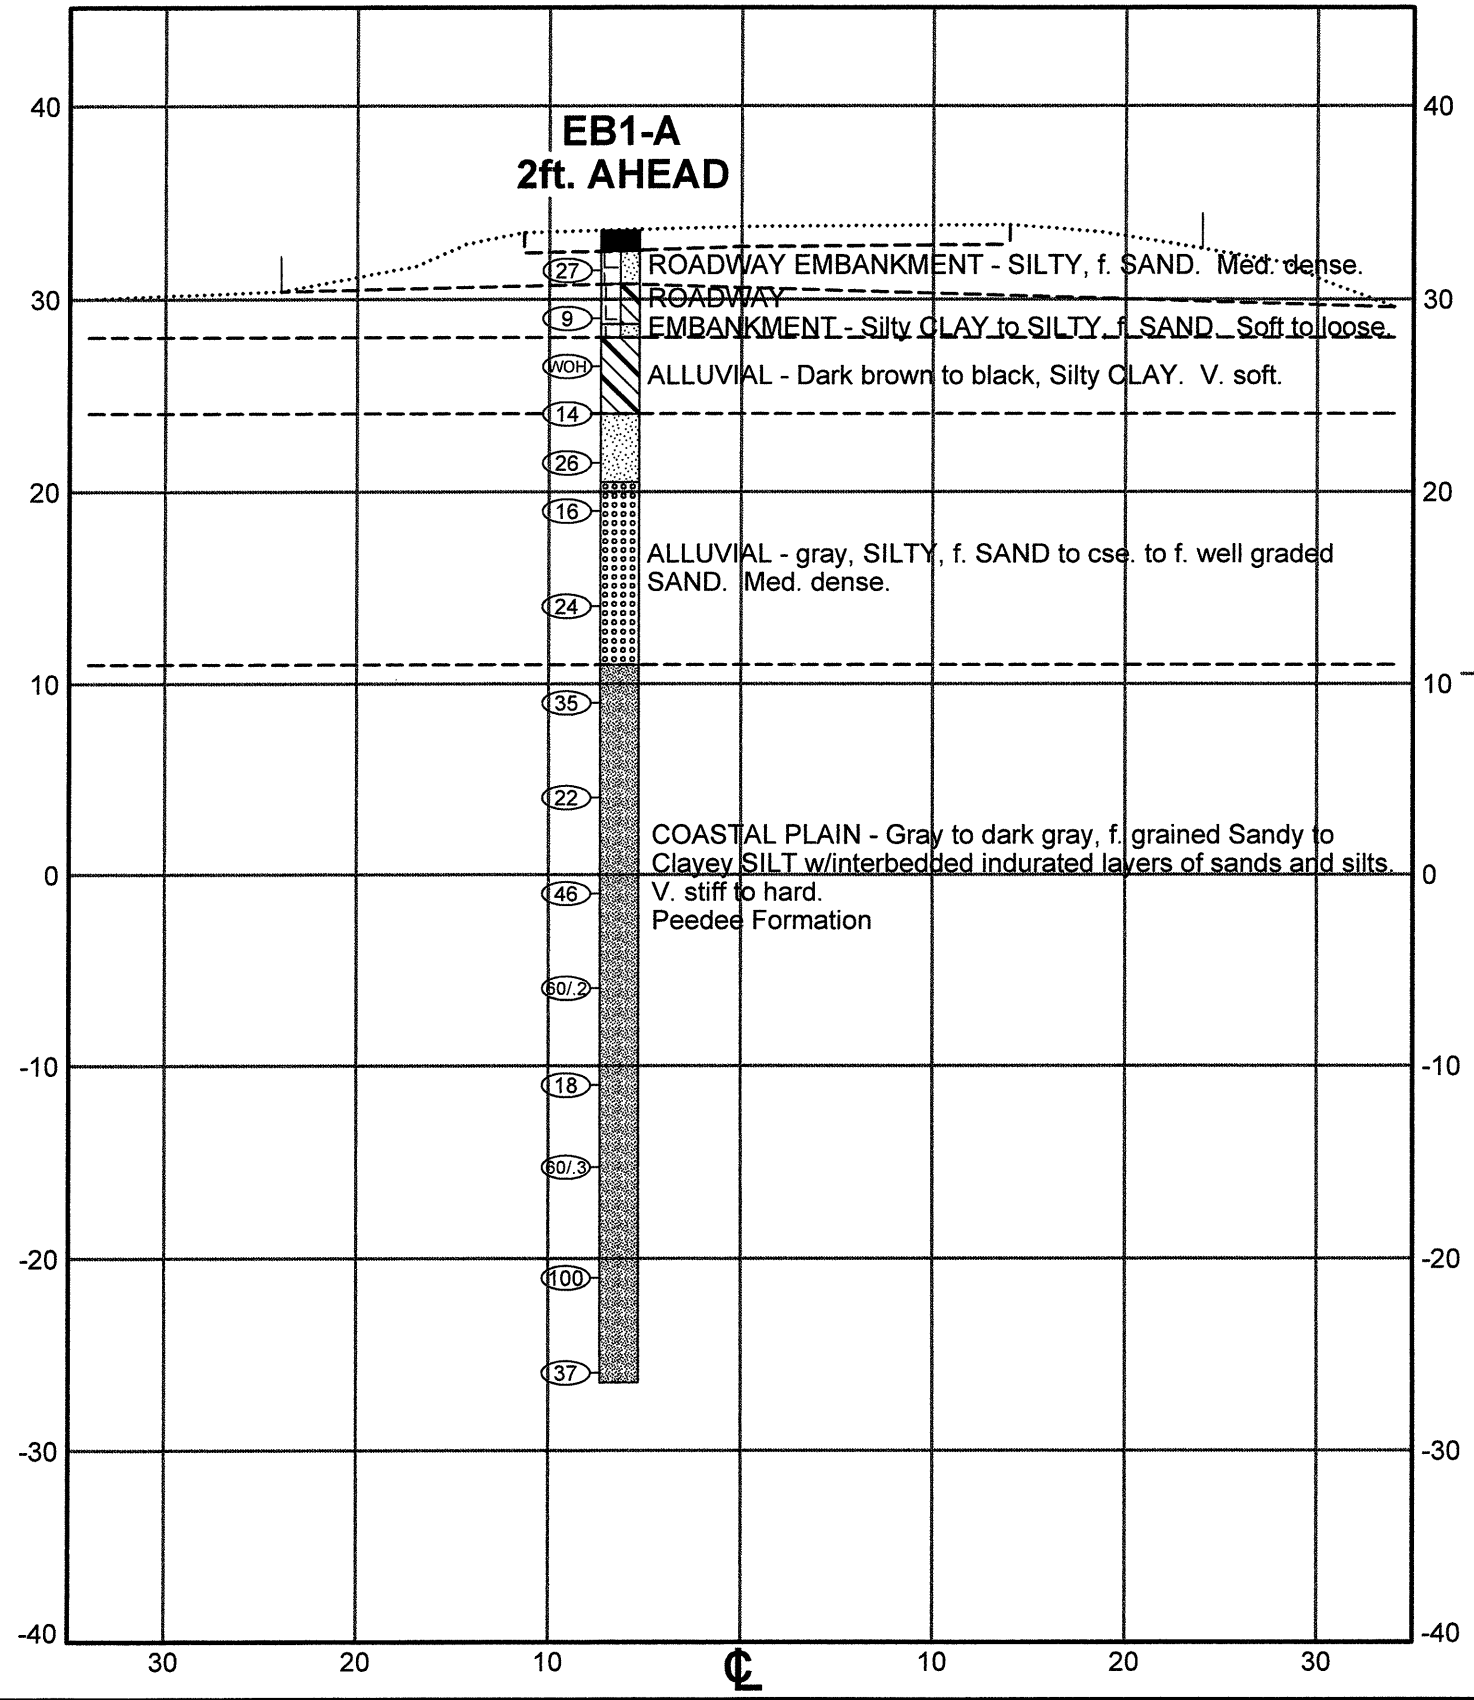 40
40
EB1-A
2ft. AHEAD
27
ROADWAY EMBANKMENT - SILTY, f. SAND. Med. dense.
30
ROADWAY
30
9
EMBANKMENT - Silty CLAY to SILTY, f. SAND. Soft to loose.
WOH
ALLUVIAL - Dark brown to black, Silty CLAY. V. soft.
14
26
20
20
16
ALLUVIAL - gray, SILTY, f. SAND to cse. to f. well graded
SAND. Med. dense.
24
10
10
35
22
COASTAL PLAIN - Gray to dark gray, f. grained Sandy to
Clayey SILT w/interbedded indurated layers of sands and silts.
0
0
46
V. stiff to hard.
Peedee Formation
60/.2
-10
-10
18
60/.3
-20
-20
100
37
-30
-30
-40
-40
30
20
10
CL
10
20
30